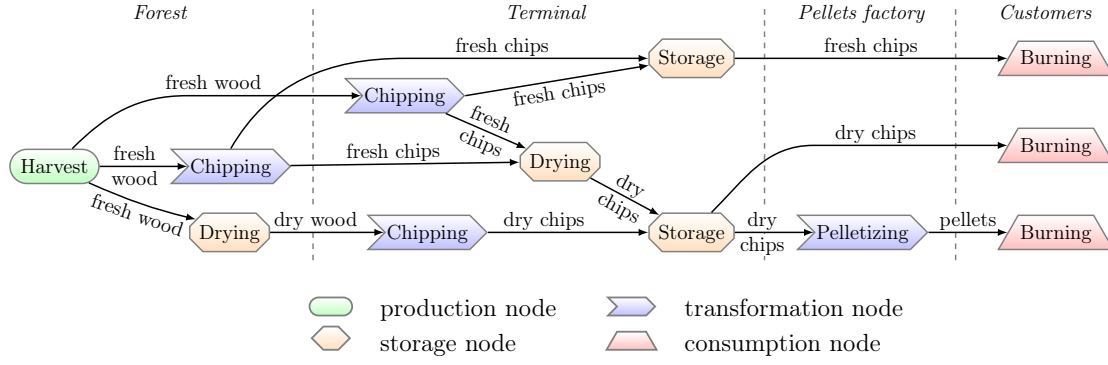 Forest
Terminal
Pellets factory
Customers
fresh chips
fresh chips
Storage
Burning
fresh wood
Chipping
fresh chips
fresh
chips
dry chips
Burning
Harvest
fresh
wood
Chipping
fresh chips
Drying
dry
chips
fresh wood
Drying
dry wood
Chipping
dry chips
Storage
dry
chips
Pelletizing
pellets
Burning
production node
transformation node
storage node
consumption node